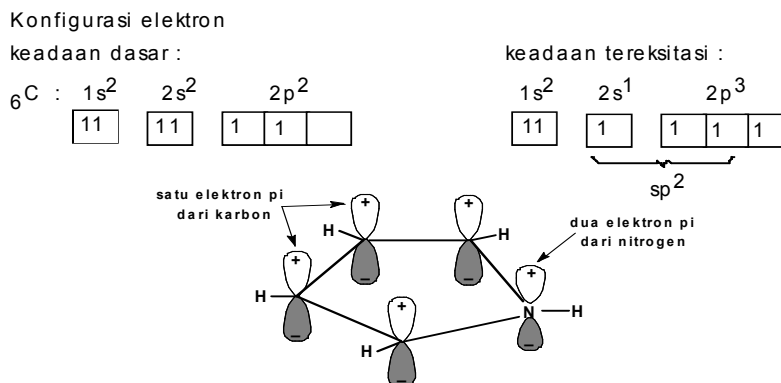 Konfigurasi elektron
keadaan dasar :
keadaan tereksitasi :
6C : 1s2 2s2 2p2
11 11 1 1
1s2 2s1 2p3
11 1 1 1 1
sp2
satu elektron pi
dari karbon
dua elektron pi
dari nitrogen
+ +
H H
+ +
H N H
+
H
− −
− −
−